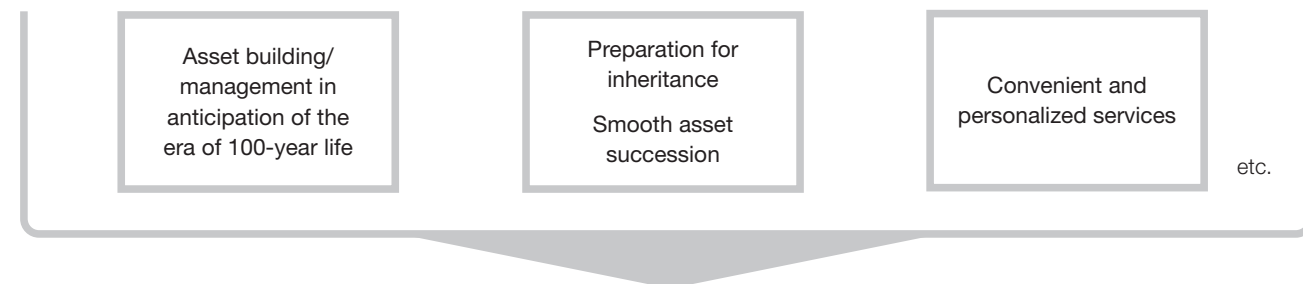 Asset building/
management in
anticipation of the
era of 100-year life
Preparation for
inheritance
Smooth asset
succession
Convenient and
personalized services
etc.